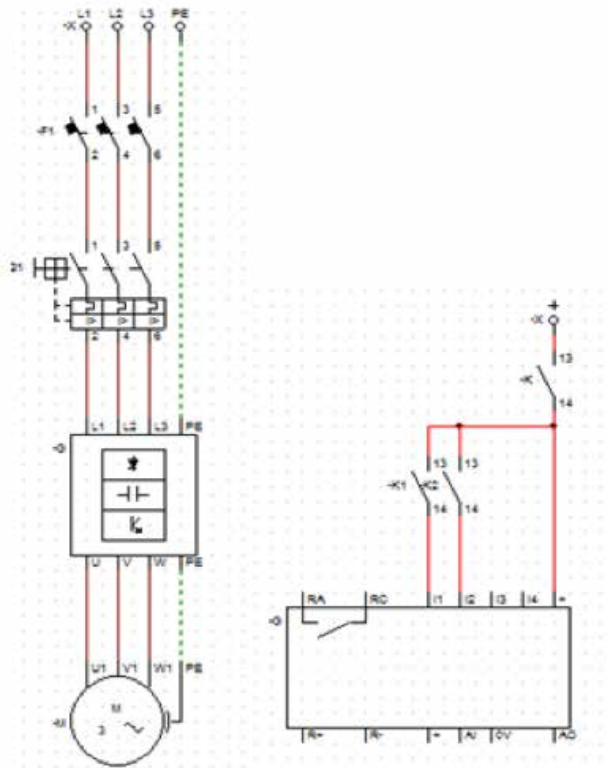 L1 L2 L3 PE
-X
1 3 5
-F1
2 4 6
1 3 5
2 4 6
L1 L2 L3 PE
U V W PE
U1 V1 W1 PE
M
3
-M
+
-X
13
-K
14
13 13
-K1 -K2
14 14
RA RC I1 I2 I3 I4 +
R+ R- + AI 0V AO